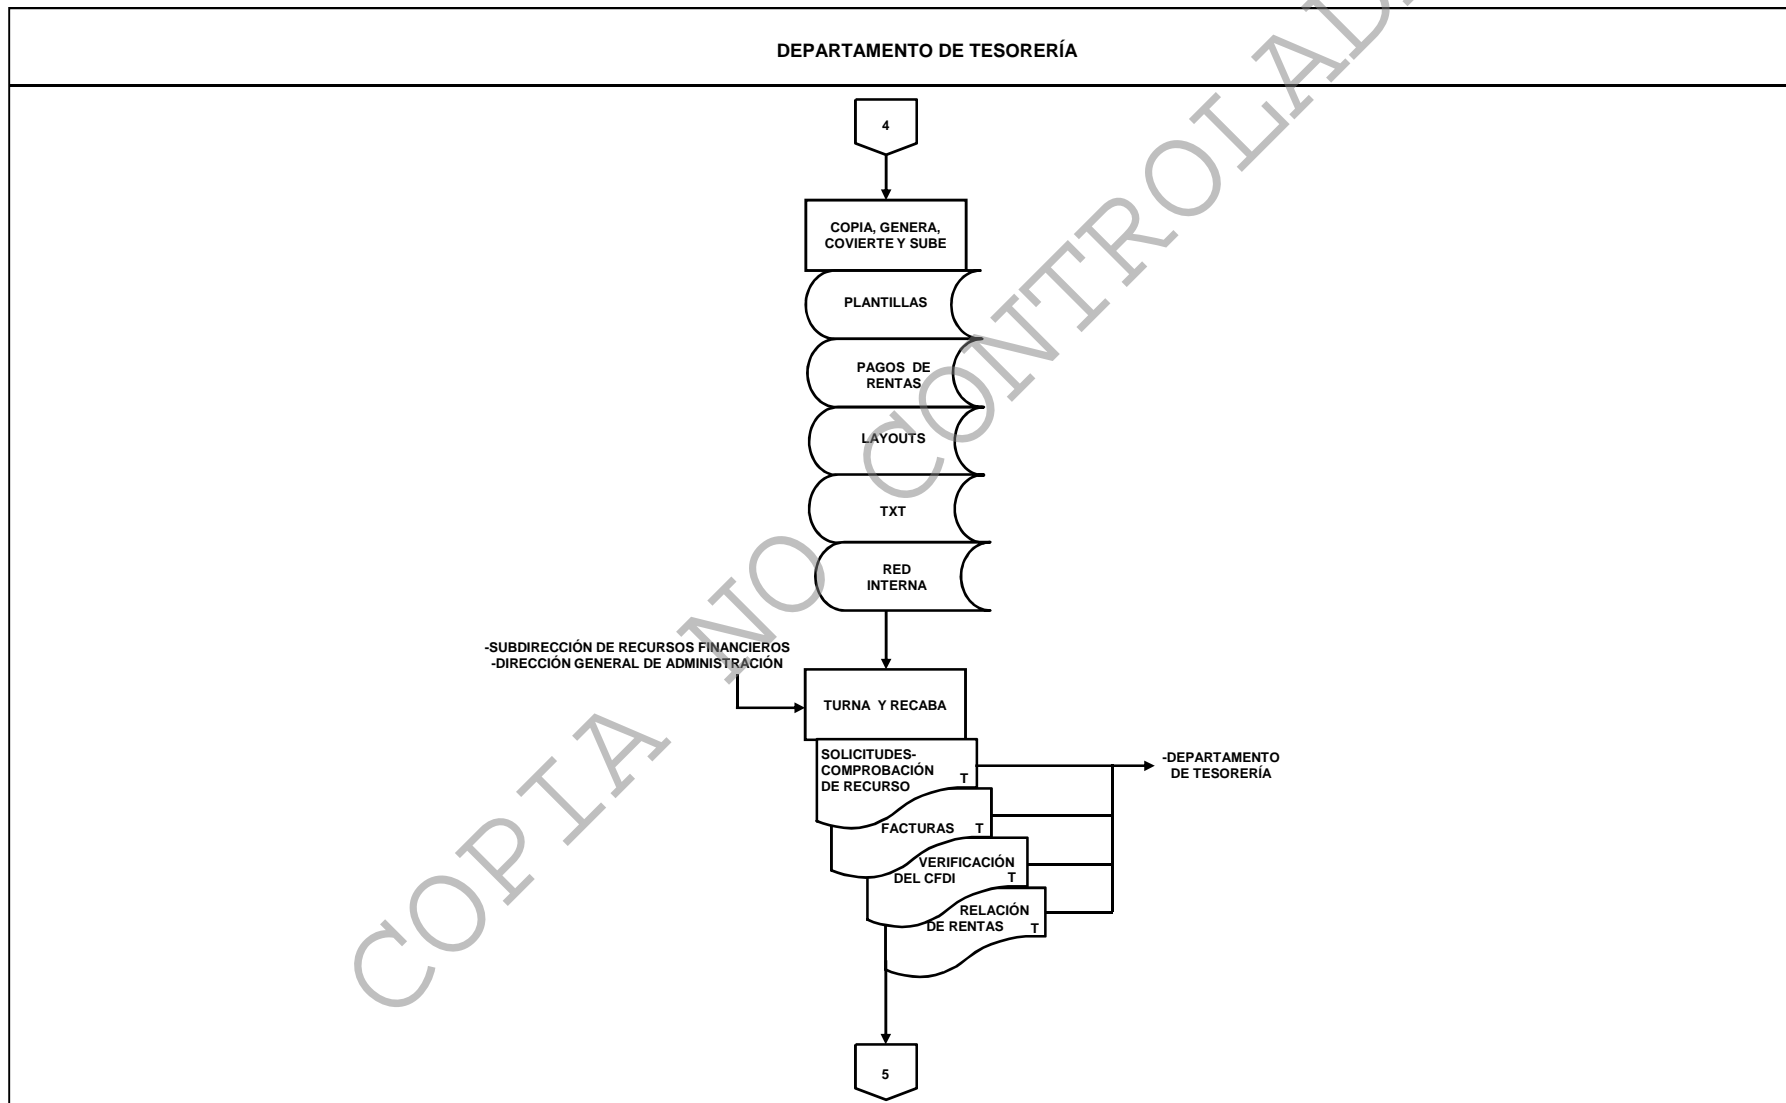 DEPARTAMENTO DE TESORERÍA
4
COPIA, GENERA,
COVIERTE Y SUBE
PLANTILLAS
PAGOS DE
RENTAS
LAYOUTS
TXT
RED
INTERNA
-SUBDIRECCIÓN DE RECURSOS FINANCIEROS
-DIRECCIÓN GENERAL DE ADMINISTRACIÓN
TURNA Y RECABA
SOLICITUDES-
COMPROBACIÓN
DE RECURSO T
-DEPARTAMENTO
DE TESORERÍA
FACTURAS T
VERIFICACIÓN
DEL CFDI T
RELACIÓN
DE RENTAS T
5
COPIA NO CONTROLAD